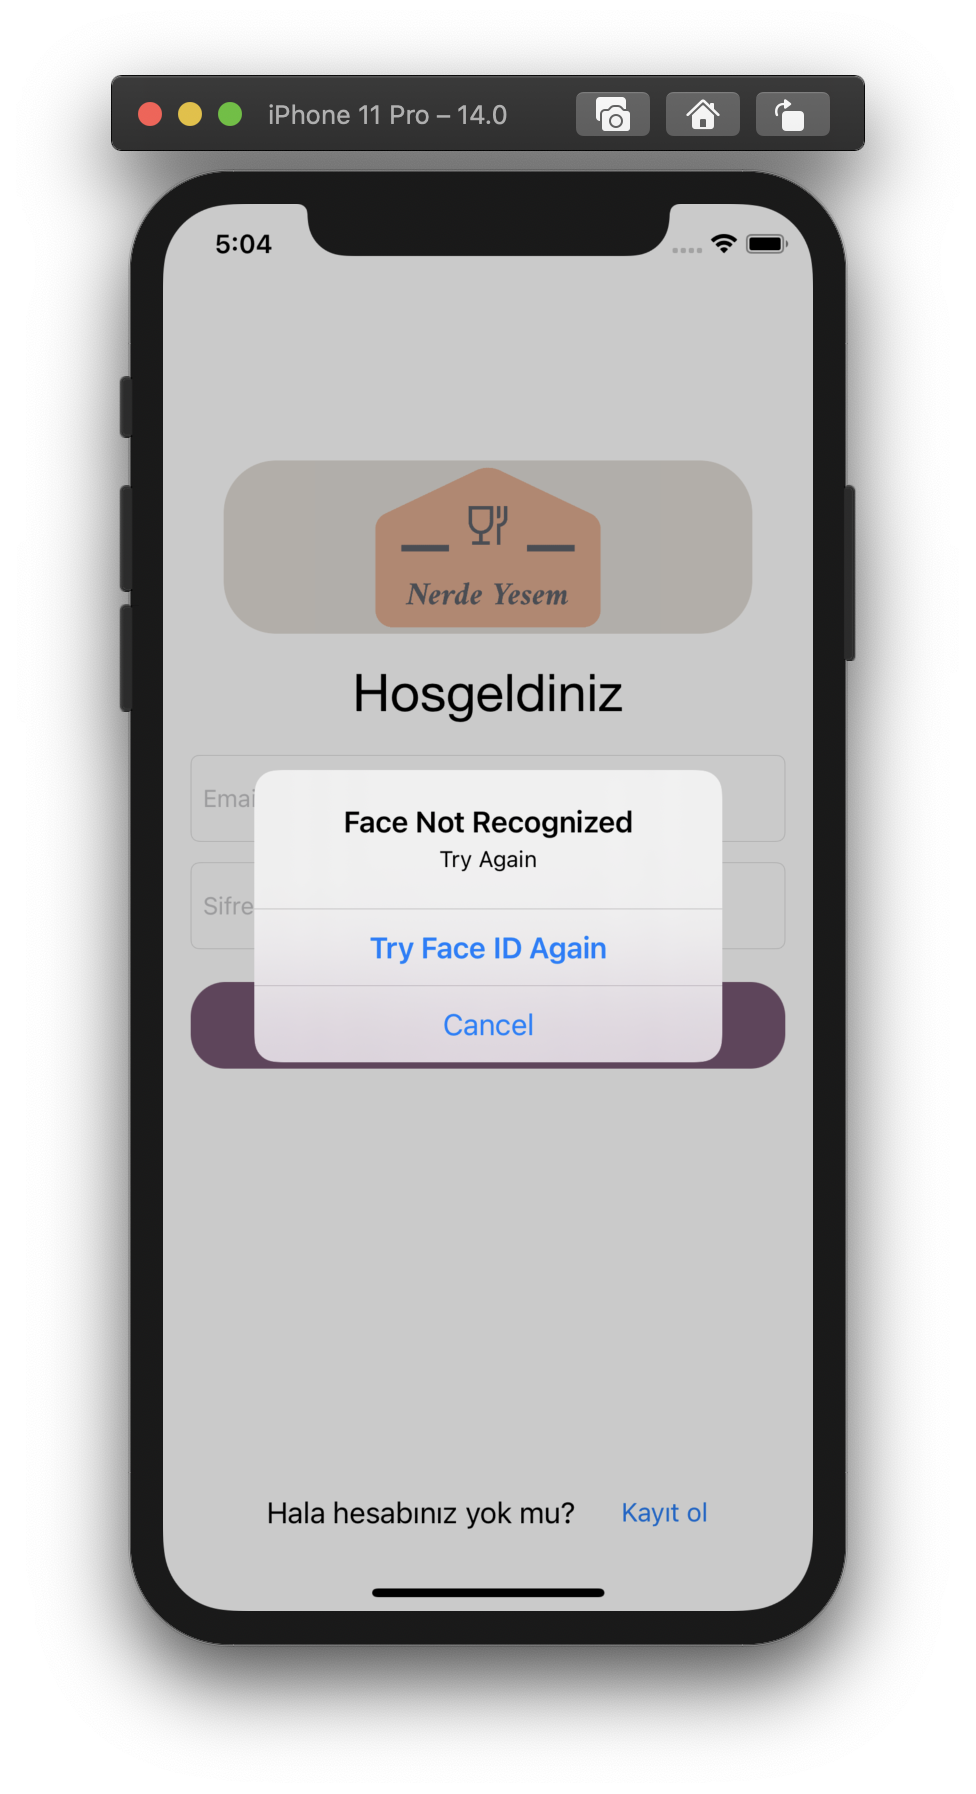 iPhone 11 Pro – 14.0
5:04
Nerde Yesem
Hosgeldiniz
Emai
Face Not Recognized
Try Again
Sifre
Try Face ID Again
Cancel
Hala hesabınız yok mu? Kayıt ol